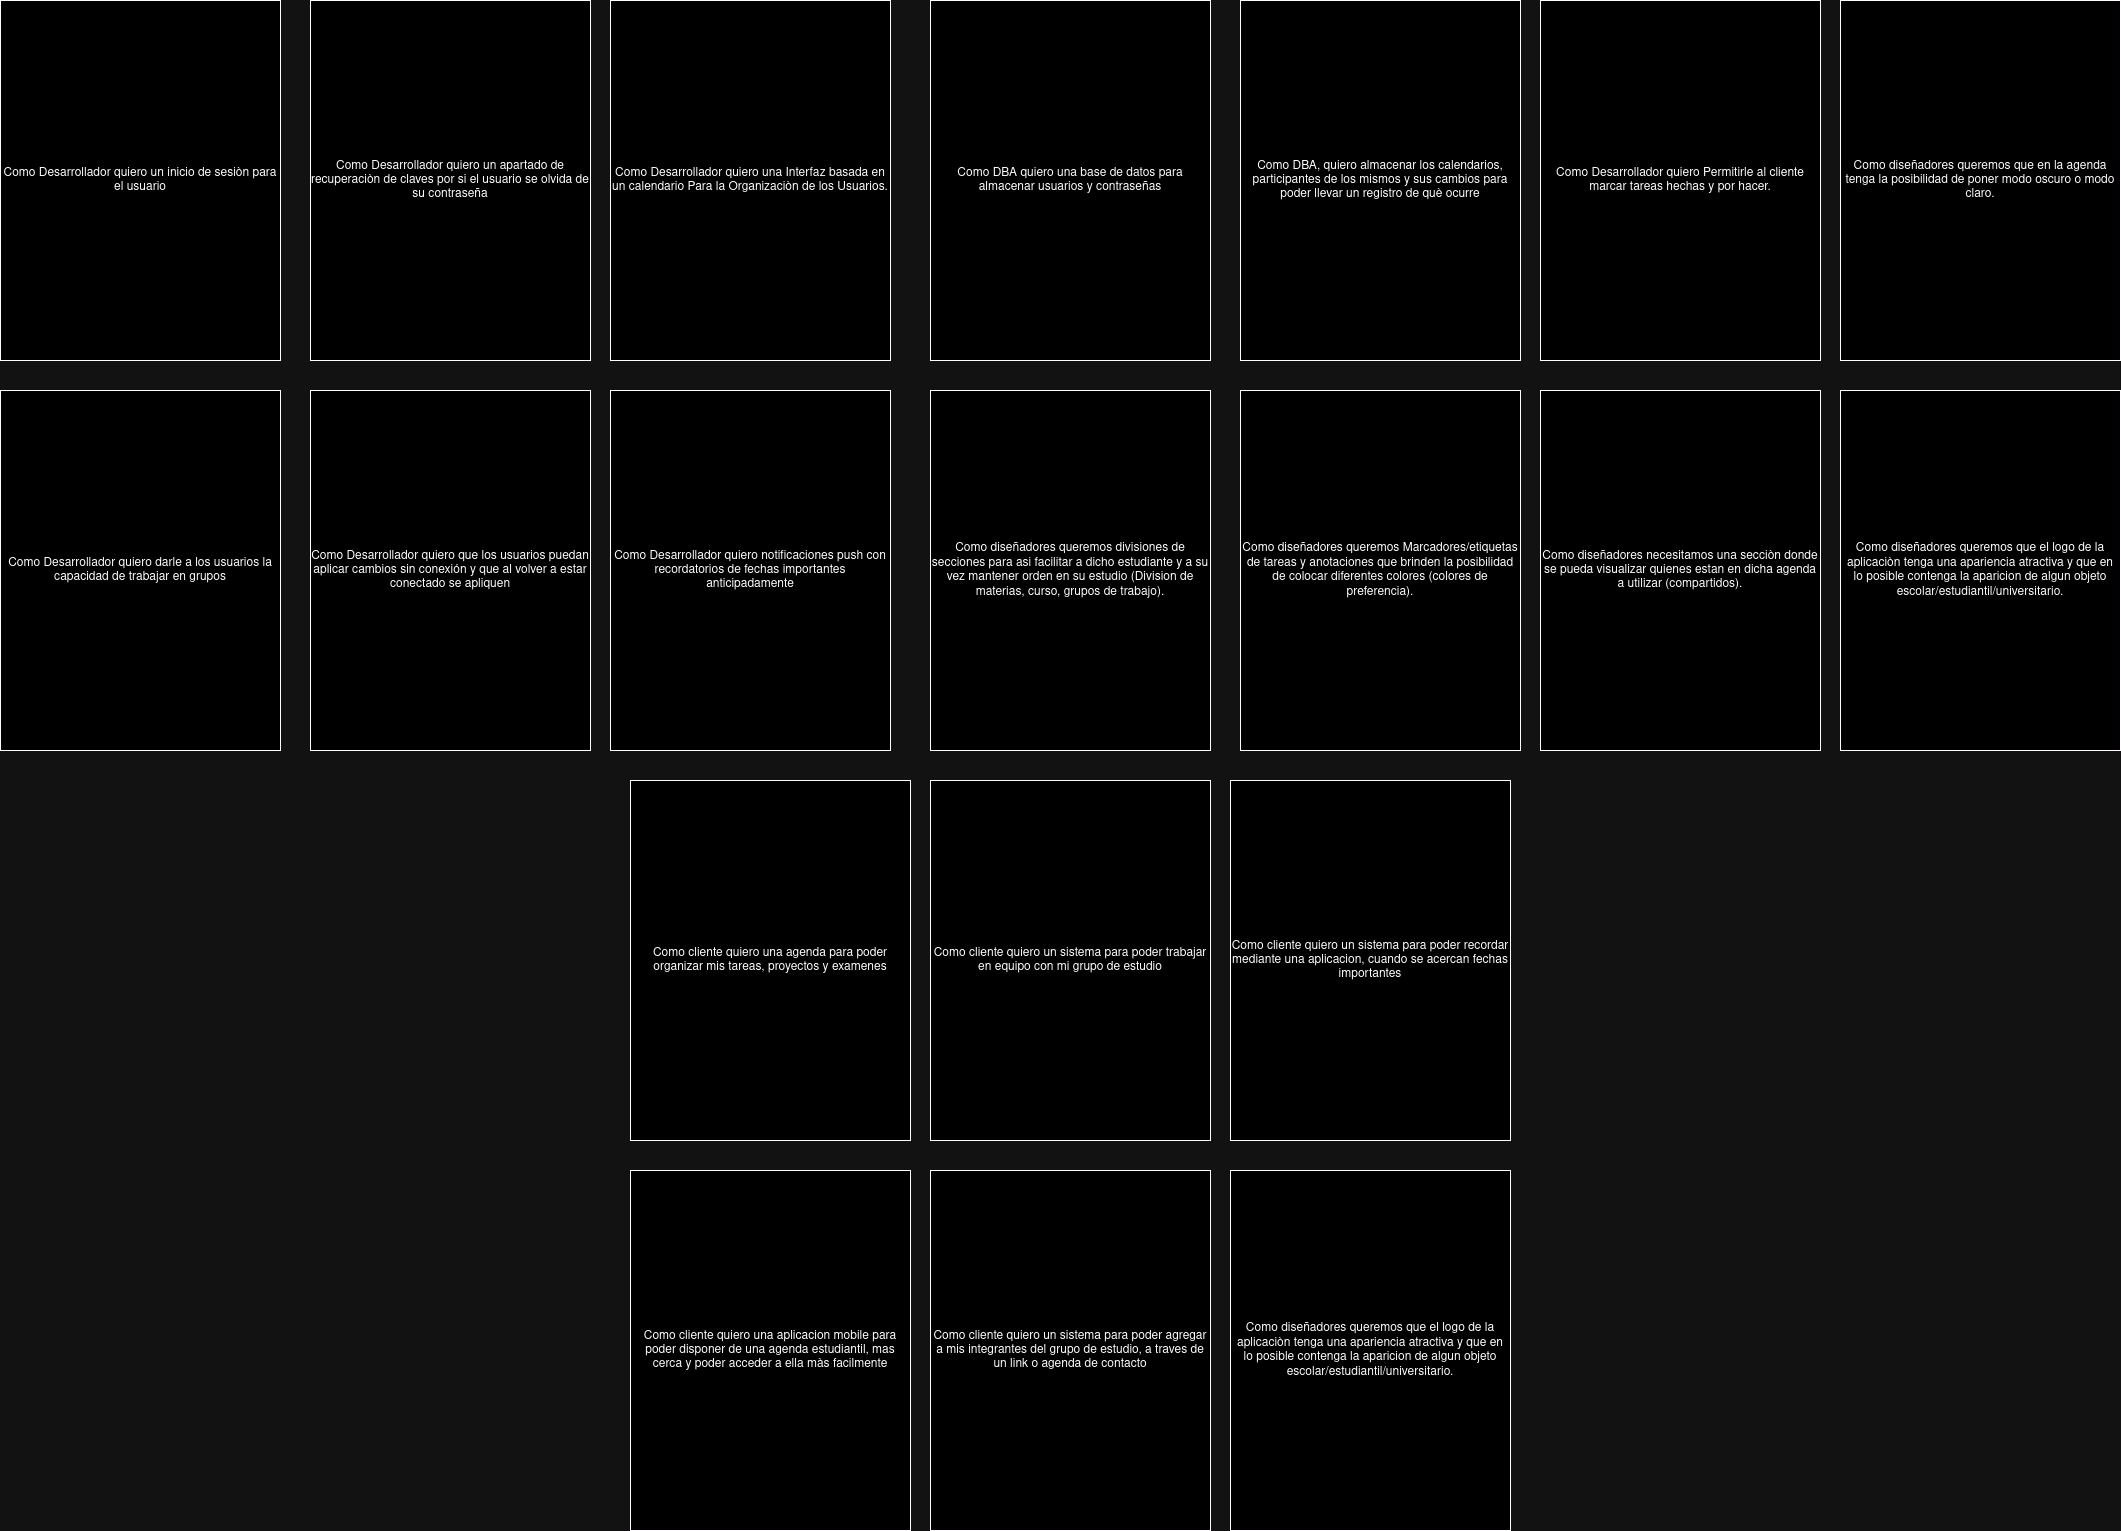 Como Desarrollador quiero un inicio de sesiòn para
el usuario
Como Desarrollador quiero un apartado de
recuperaciòn de claves por si el usuario se olvida de
su contraseña
Como Desarrollador quiero una Interfaz basada en
un calendario Para la Organizaciòn de los Usuarios.
Como DBA quiero una base de datos para
almacenar usuarios y contraseñas
Como DBA, quiero almacenar los calendarios,
participantes de los mismos y sus cambios para
poder llevar un registro de què ocurre
Como Desarrollador quiero Permitirle al cliente
marcar tareas hechas y por hacer.
Como diseñadores queremos que en la agenda
tenga la posibilidad de poner modo oscuro o modo
claro.
Como Desarrollador quiero darle a los usuarios la
capacidad de trabajar en grupos
Como Desarrollador quiero que los usuarios puedan
aplicar cambios sin conexión y que al volver a estar
conectado se apliquen
Como Desarrollador quiero notificaciones push con
recordatorios de fechas importantes
anticipadamente
Como diseñadores queremos divisiones de
secciones para asi facilitar a dicho estudiante y a su
vez mantener orden en su estudio (Division de
materias, curso, grupos de trabajo).
Como diseñadores queremos Marcadores/etiquetas
de tareas y anotaciones que brinden la posibilidad
de colocar diferentes colores (colores de
preferencia).
Como diseñadores necesitamos una secciòn donde
se pueda visualizar quienes estan en dicha agenda
a utilizar (compartidos).
Como diseñadores queremos que el logo de la
aplicaciòn tenga una apariencia atractiva y que en
lo posible contenga la aparicion de algun objeto
escolar/estudiantil/universitario.
Como cliente quiero una agenda para poder
organizar mis tareas, proyectos y examenes
Como cliente quiero un sistema para poder trabajar
en equipo con mi grupo de estudio
Como cliente quiero un sistema para poder recordar
mediante una aplicacion, cuando se acercan fechas
importantes
Como cliente quiero una aplicacion mobile para
poder disponer de una agenda estudiantil, mas
cerca y poder acceder a ella màs facilmente
Como cliente quiero un sistema para poder agregar
a mis integrantes del grupo de estudio, a traves de
un link o agenda de contacto
Como diseñadores queremos que el logo de la
aplicaciòn tenga una apariencia atractiva y que en
lo posible contenga la aparicion de algun objeto
escolar/estudiantil/universitario.